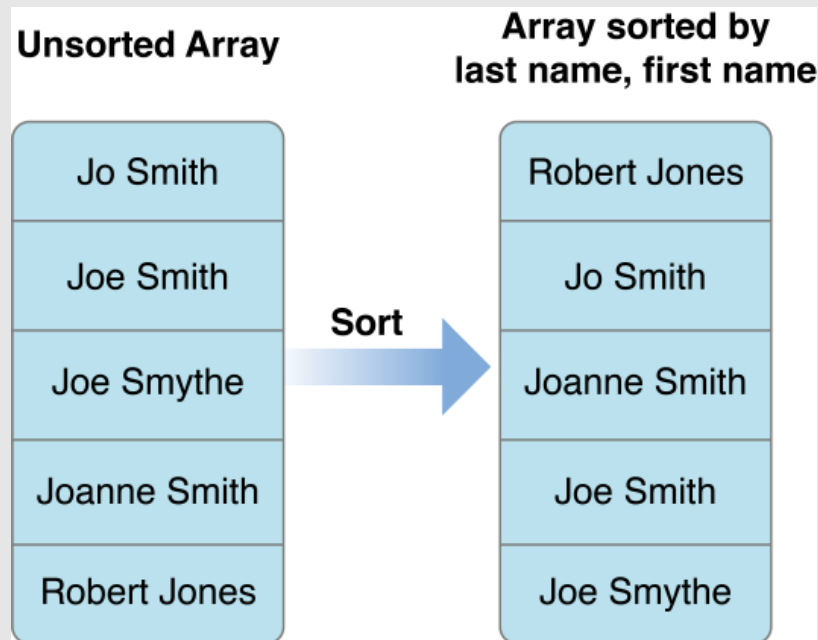 Unsorted Array
Jo Smith
Joe Smith
Joe Smythe
Joanne Smith
Robert Jones
Sort
Array sorted by
last name, first name
Robert Jones
Jo Smith
Joanne Smith
Joe Smith
Joe Smythe